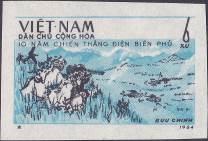 VIỆT-NAM
6
XU
DÂN CHỦ CỘNG HÒA
10 NĂM CHIẾN THẮNG ĐIỆN BIÊN PHỦ
BƯU CHÍNH
1964